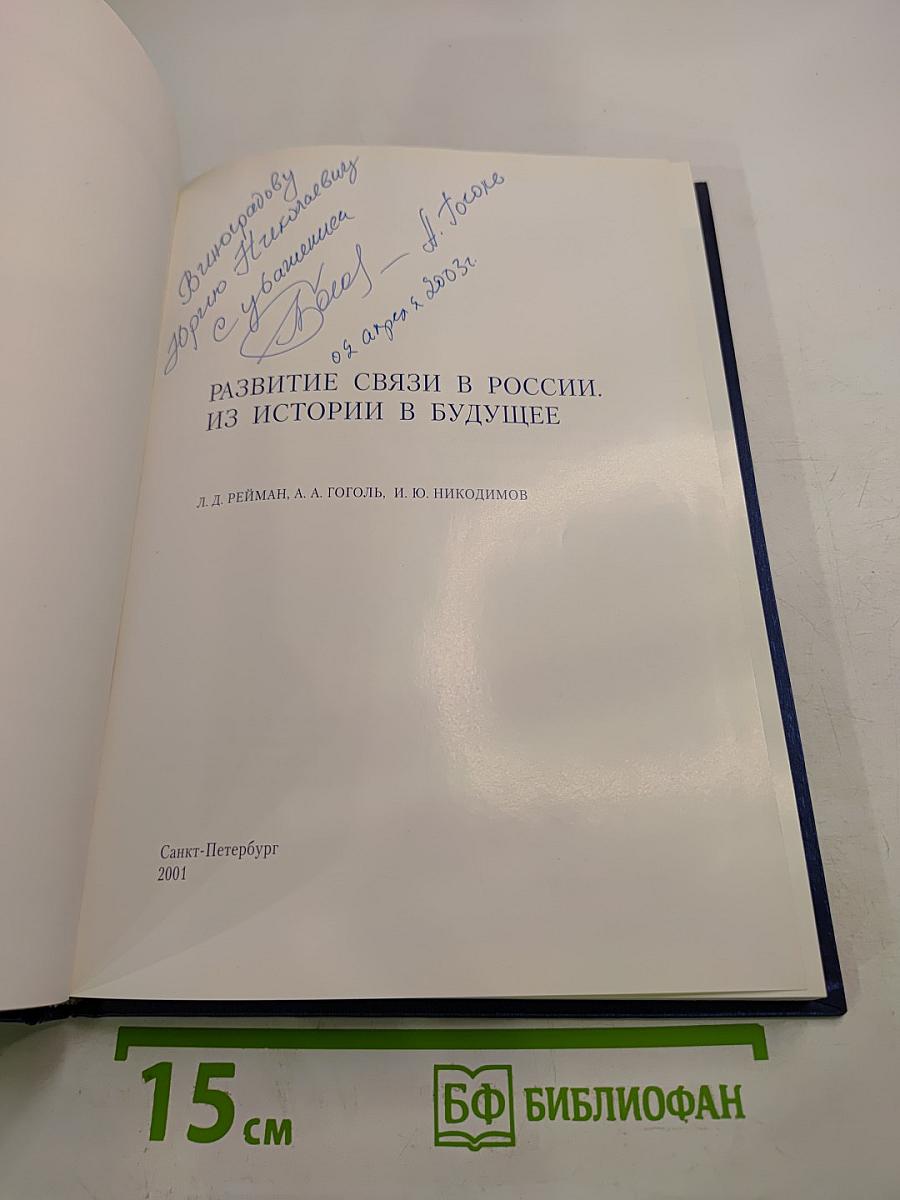 Виноградову
Юрию Николаевичу
с уважением
— А. Гоголь
апреля 2003г.
РАЗВИТИЕ СВЯЗИ В РОССИИ.
ИЗ ИСТОРИИ В БУДУЩЕЕ
Л. Д. РЕЙМАН, А. А. ГОГОЛЬ, И. Ю. НИКОДИМОВ
Санкт-Петербург
2001
15 см
БФ БИБЛИОФАН